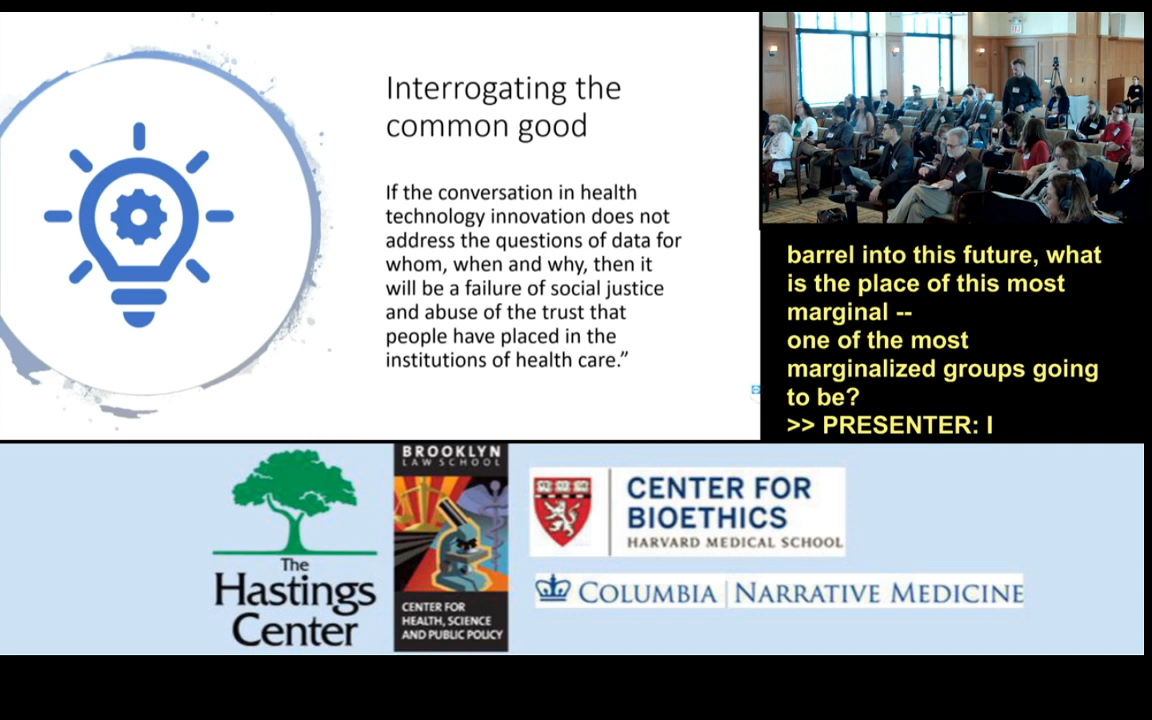 Interrogating the
common good
If the conversation in health
technology innovation does not
address the questions of data for
whom, when and why, then it
will be a failure of social justice
and abuse of the trust that
people have placed in the
institutions of health care.”
barrel into this future, what
is the place of this most
marginal --
one of the most
marginalized groups going
to be?
>> PRESENTER: I
The
Hastings
Center
BROOKLYN
LAW SCHOOL
CENTER FOR
HEALTH, SCIENCE
AND PUBLIC POLICY
CENTER FOR
BIOETHICS
HARVARD MEDICAL SCHOOL
COLUMBIA | NARRATIVE MEDICINE